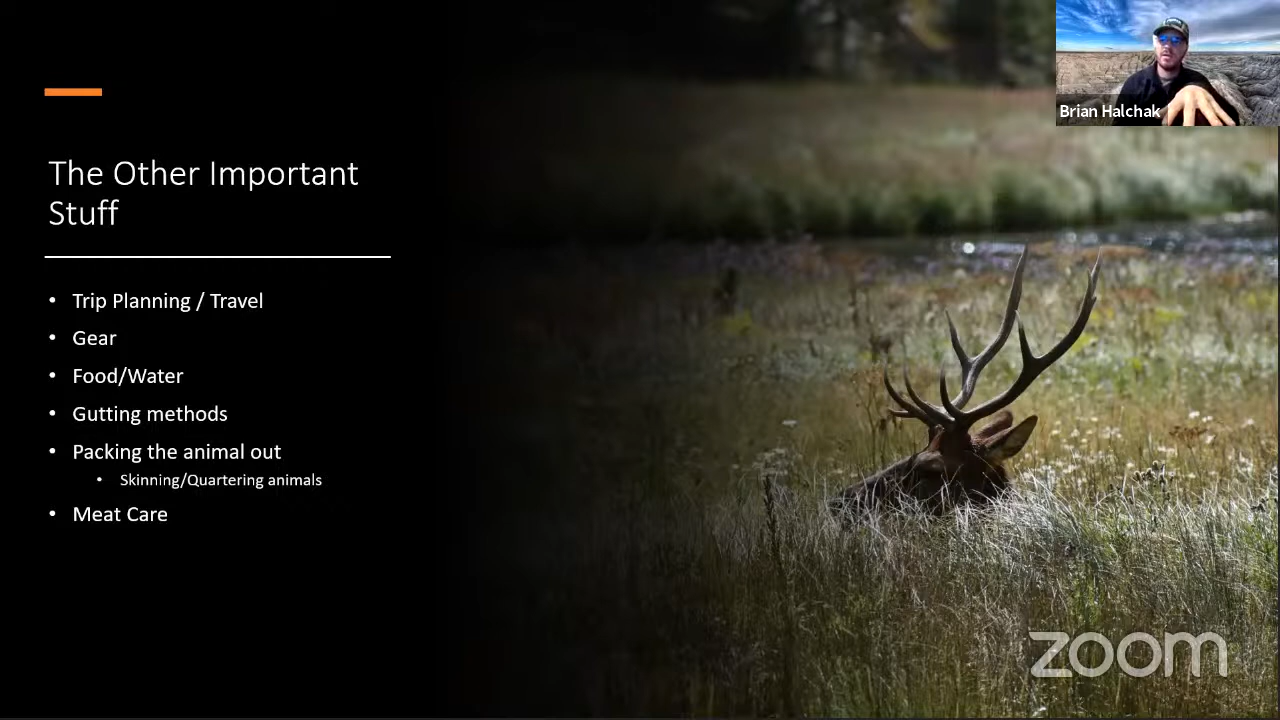 Brian Halchak
The Other Important
Stuff
• Trip Planning / Travel
• Gear
• Food/Water
• Gutting methods
• Packing the animal out
• Skinning/Quartering animals
• Meat Care
zoom